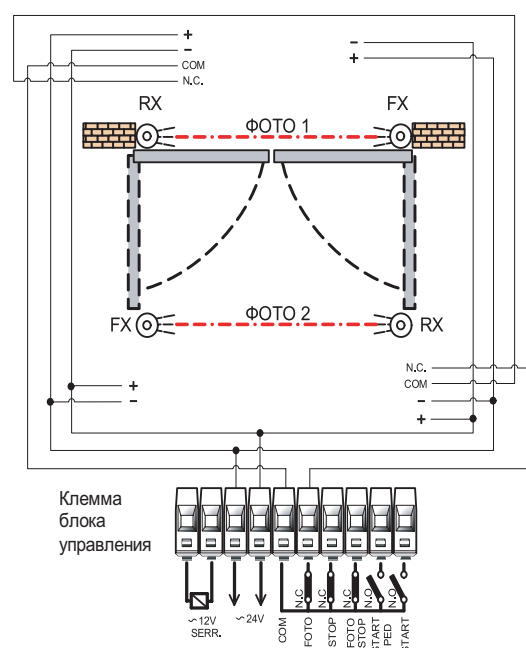 +
-
COM
N.C.
-
+
RX
FX
ФОТО 1
FX
ФОТО 2
RX
N.C.
COM
-
+
+
-
Клемма
блока
управления
~12V
SERR.
~24V
COM
N.C
FOTO
N.C
STOP
N.C
FOTO
STOP
N.O
START
PED
N.O
START